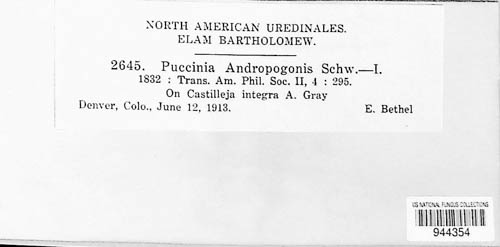 NORTH AMERICAN UREDINALES.
ELAM BARTHOLOMEW.
2645. Puccinia Andropogonis Schw.—I.
1832 : Trans. Am. Phil. Soc. II, 4 : 295.
On Castilleja integra A. Gray
Denver, Colo., June 12, 1913. E. Bethel
US NATIONAL FUNGUS COLLECTIONS
944354